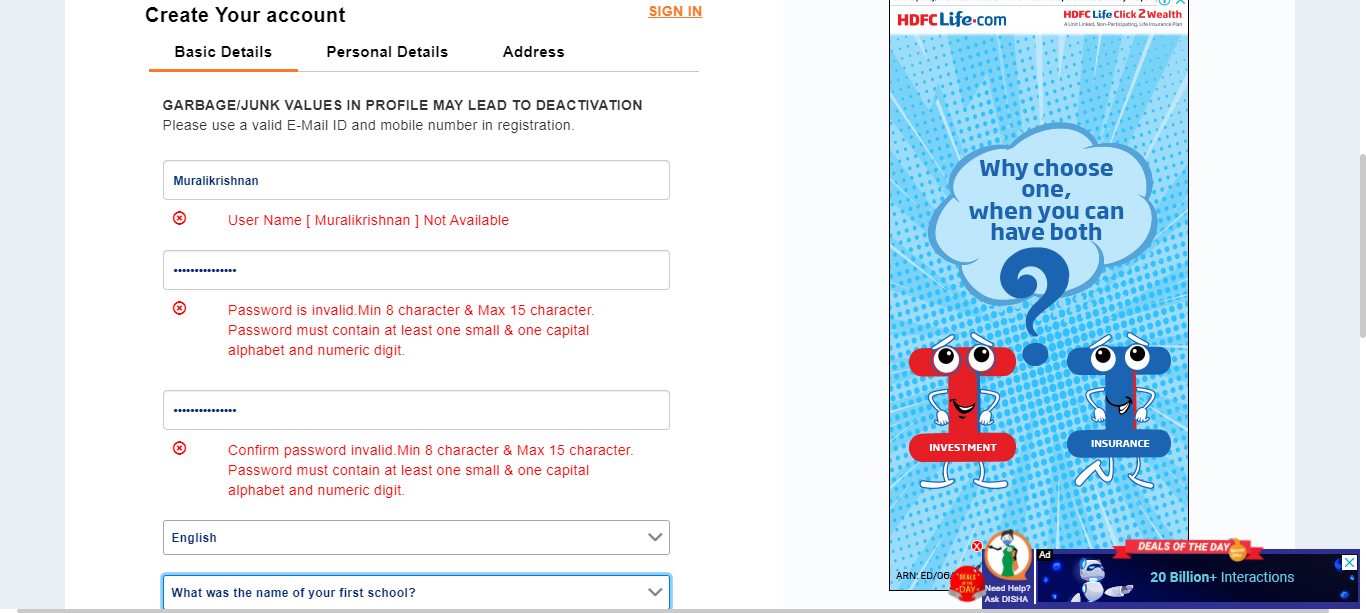 Create Your account
SIGN IN
Basic Details
Personal Details
Address
GARBAGE/JUNK VALUES IN PROFILE MAY LEAD TO DEACTIVATION
Please use a valid E-Mail ID and mobile number in registration.
Muralikrishnan
User Name [ Muralikrishnan ] Not Available
•••••••••••••••
Password is invalid.Min 8 character & Max 15 character.
Password must contain at least one small & one capital
alphabet and numeric digit.
•••••••••••••••
Confirm password invalid.Min 8 character & Max 15 character.
Password must contain at least one small & one capital
alphabet and numeric digit.
English
What was the name of your first school?
HDFC Life.com
HDFC Life Click 2 Wealth
A Unit Linked, Non-Participating, Life Insurance Plan
Why choose
one,
when you can
have both
?
INVESTMENT
INSURANCE
ARN: ED/06
DEALS
OF THE
DAY
Need Help?
Ask DISHA
Ad
DEALS OF THE DAY
20 Billion+ Interactions